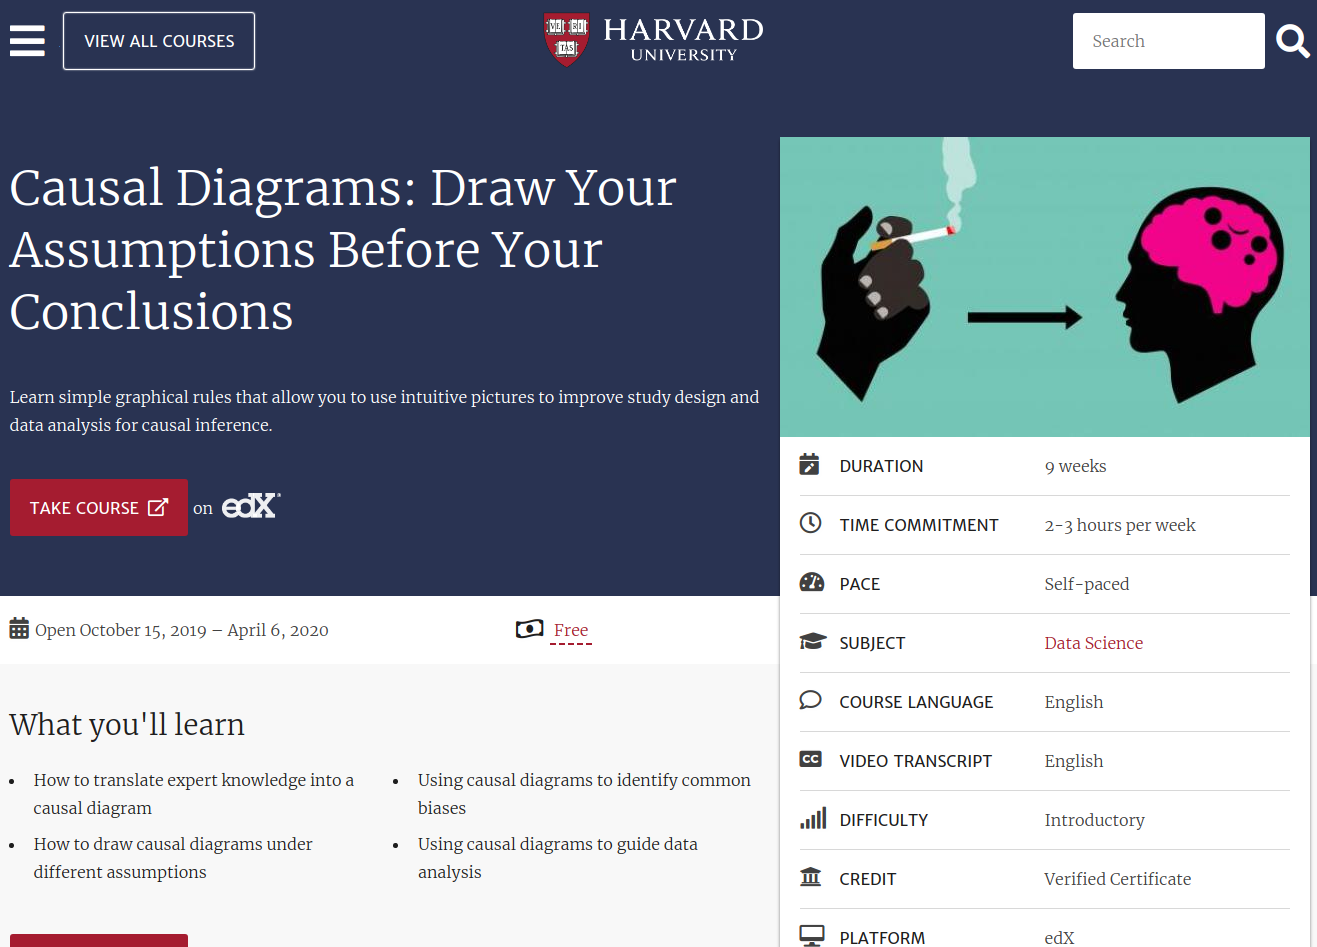 VIEW ALL COURSES
VE RI
TAS
HARVARD
UNIVERSITY
Search
Causal Diagrams: Draw Your
Assumptions Before Your
Conclusions
Learn simple graphical rules that allow you to use intuitive pictures to improve study design and
data analysis for causal inference.
TAKE COURSE
on edX
Open October 15, 2019 – April 6, 2020
Free
What you'll learn
• How to translate expert knowledge into a
causal diagram
• How to draw causal diagrams under
different assumptions
• Using causal diagrams to identify common
biases
• Using causal diagrams to guide data
analysis
DURATION 9 weeks
TIME COMMITMENT 2-3 hours per week
PACE Self-paced
SUBJECT Data Science
COURSE LANGUAGE English
CC VIDEO TRANSCRIPT English
DIFFICULTY Introductory
CREDIT Verified Certificate
PLATFORM edX